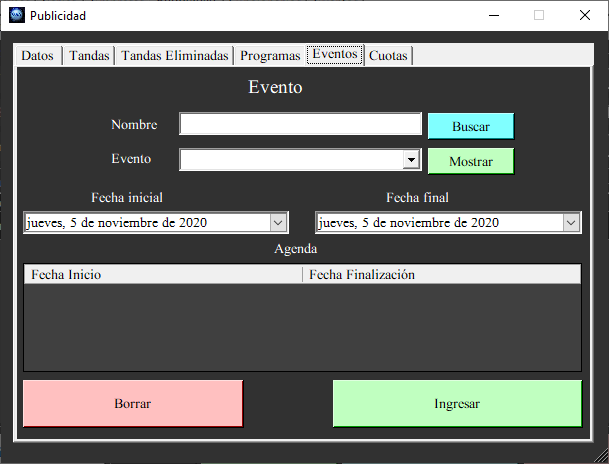 Publicidad
Datos Tandas Tandas Eliminadas Programas Eventos Cuotas
Evento
Nombre Buscar
Evento Mostrar
Fecha inicial Fecha final
jueves, 5 de noviembre de 2020 jueves, 5 de noviembre de 2020
Agenda
Fecha Inicio Fecha Finalización
Borrar Ingresar